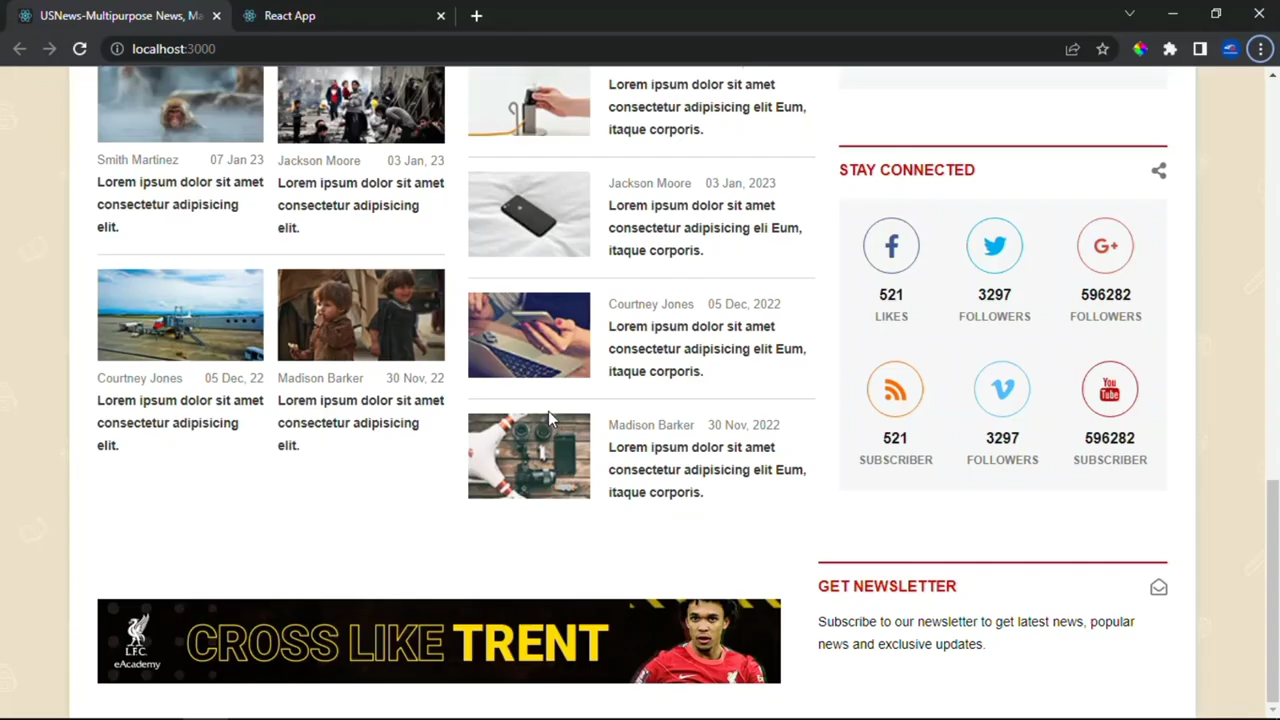 USNews-Multipurpose News, Ma
React App
localhost:3000
Smith Martinez 07 Jan 23
Lorem ipsum dolor sit amet
consectetur adipisicing
elit.
Jackson Moore 03 Jan, 23
Lorem ipsum dolor sit amet
consectetur adipisicing
elit.
Courtney Jones 05 Dec, 22
Lorem ipsum dolor sit amet
consectetur adipisicing
elit.
Madison Barker 30 Nov, 22
Lorem ipsum dolor sit amet
consectetur adipisicing
elit.
Lorem ipsum dolor sit amet
consectetur adipisicing elit Eum,
itaque corporis.
Jackson Moore 03 Jan, 2023
Lorem ipsum dolor sit amet
consectetur adipisicing eli Eum,
itaque corporis.
Courtney Jones 05 Dec, 2022
Lorem ipsum dolor sit amet
consectetur adipisicing elit Eum,
itaque corporis.
Madison Barker 30 Nov, 2022
Lorem ipsum dolor sit amet
consectetur adipisicing elit Eum,
itaque corporis.
STAY CONNECTED
521
LIKES
3297
FOLLOWERS
G+
596282
FOLLOWERS
521
SUBSCRIBER
3297
FOLLOWERS
You
Tube
596282
SUBSCRIBER
L.F.C.
eAcademy
CROSS LIKE TRENT
GET NEWSLETTER
Subscribe to our newsletter to get latest news, popular
news and exclusive updates.